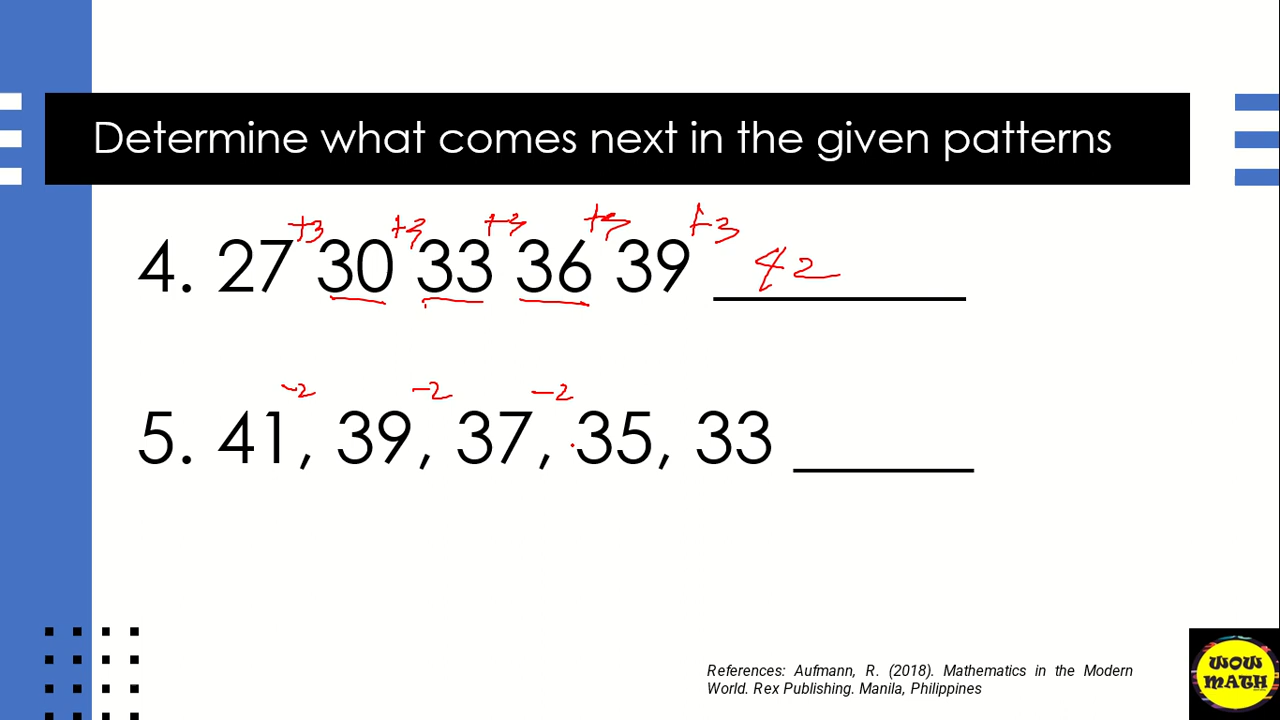 Determine what comes next in the given patterns
+3 +3 +3 +3 +3
4. 27 30 33 36 39 42
-2 -2 -2
5. 41, 39, 37, 35, 33 ______
References: Aufmann, R. (2018). Mathematics in the Modern
World. Rex Publishing. Manila, Philippines
WOW
MATH